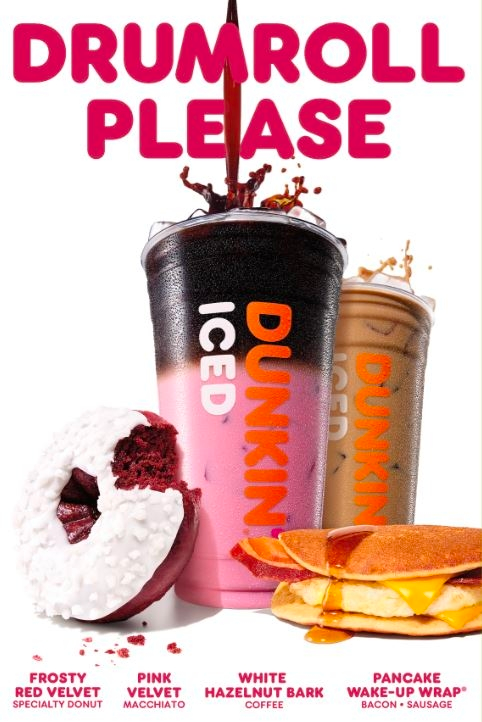 DRUMROLL
PLEASE
ICED
DUNKIN'
ICED
DUNKIN
FROSTY
RED VELVET
SPECIALTY DONUT
PINK
VELVET
MACCHIATO
WHITE
HAZELNUT BARK
COFFEE
PANCAKE
WAKE-UP WRAP®
BACON • SAUSAGE